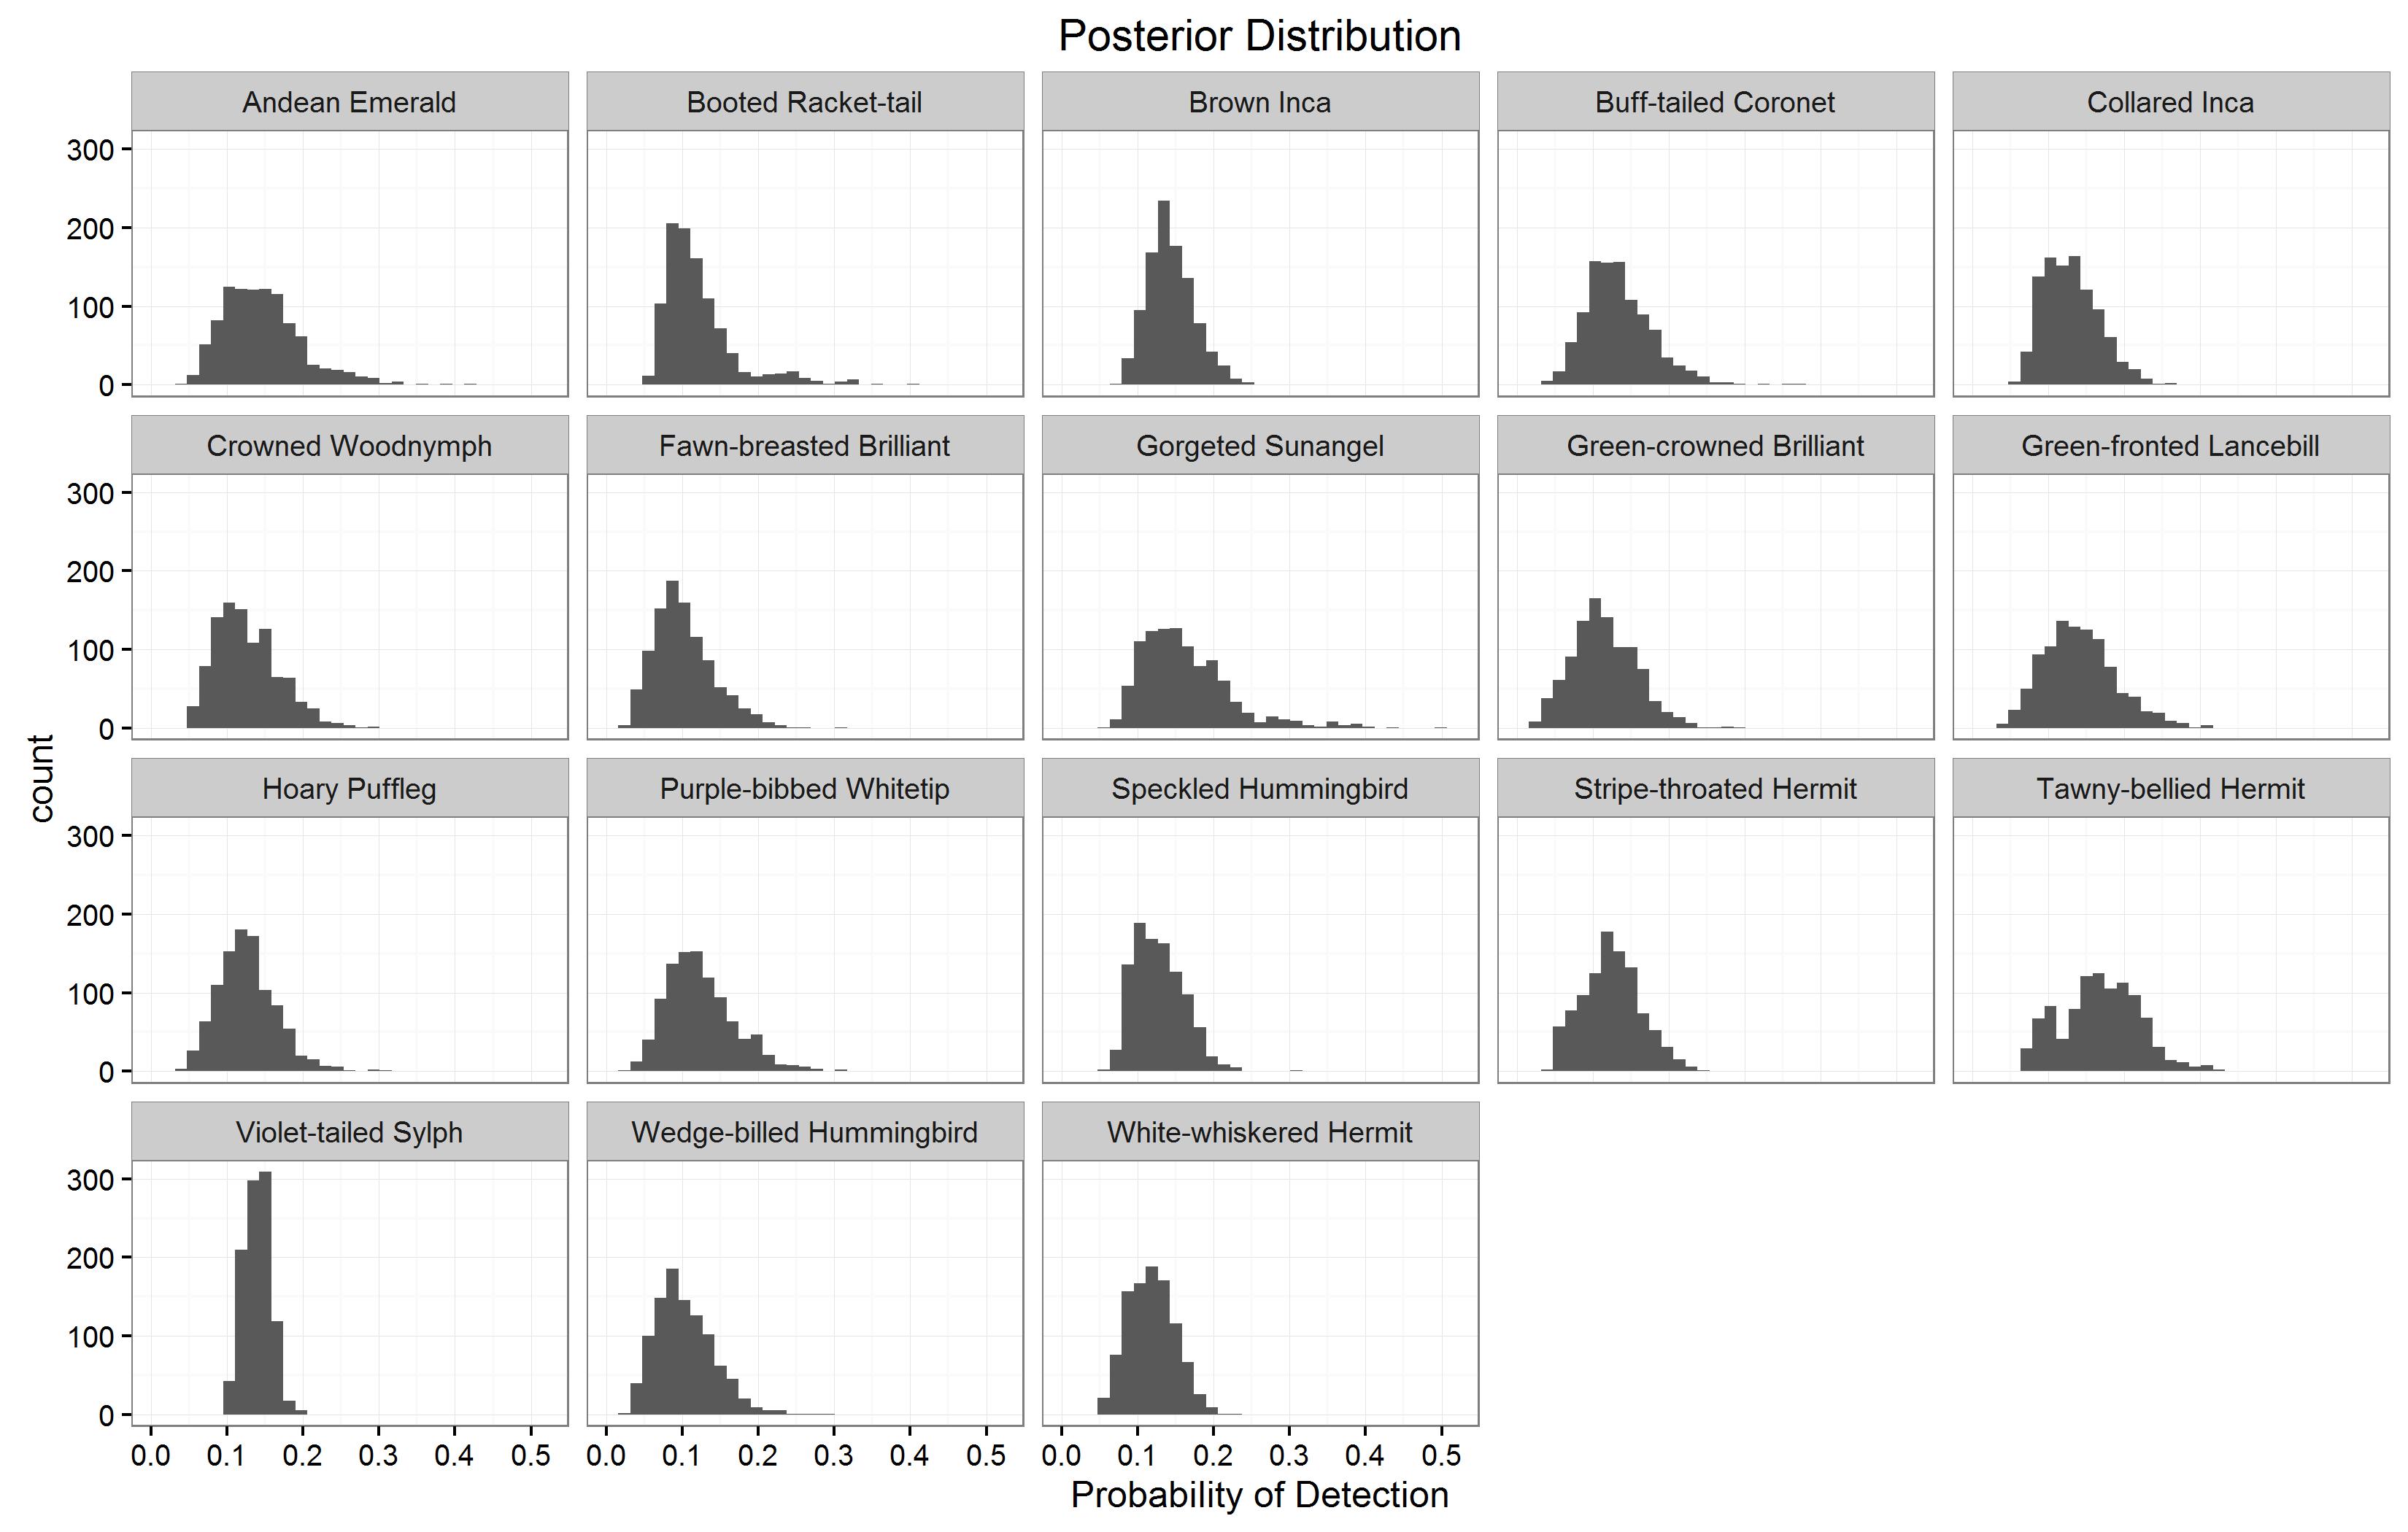 Posterior Distribution
Andean Emerald
Booted Racket-tail
Brown Inca
Buff-tailed Coronet
Collared Inca
300
200
100
0
Crowned Woodnymph
Fawn-breasted Brilliant
Gorgeted Sunangel
Green-crowned Brilliant
Green-fronted Lancebill
300
200
100
0
count
Hoary Puffleg
Purple-bibbed Whitetip
Speckled Hummingbird
Stripe-throated Hermit
Tawny-bellied Hermit
300
200
100
0
Violet-tailed Sylph
Wedge-billed Hummingbird
White-whiskered Hermit
300
200
100
0
0.0 0.1 0.2 0.3 0.4 0.5
0.0 0.1 0.2 0.3 0.4 0.5
0.0 0.1 0.2 0.3 0.4 0.5
Probability of Detection